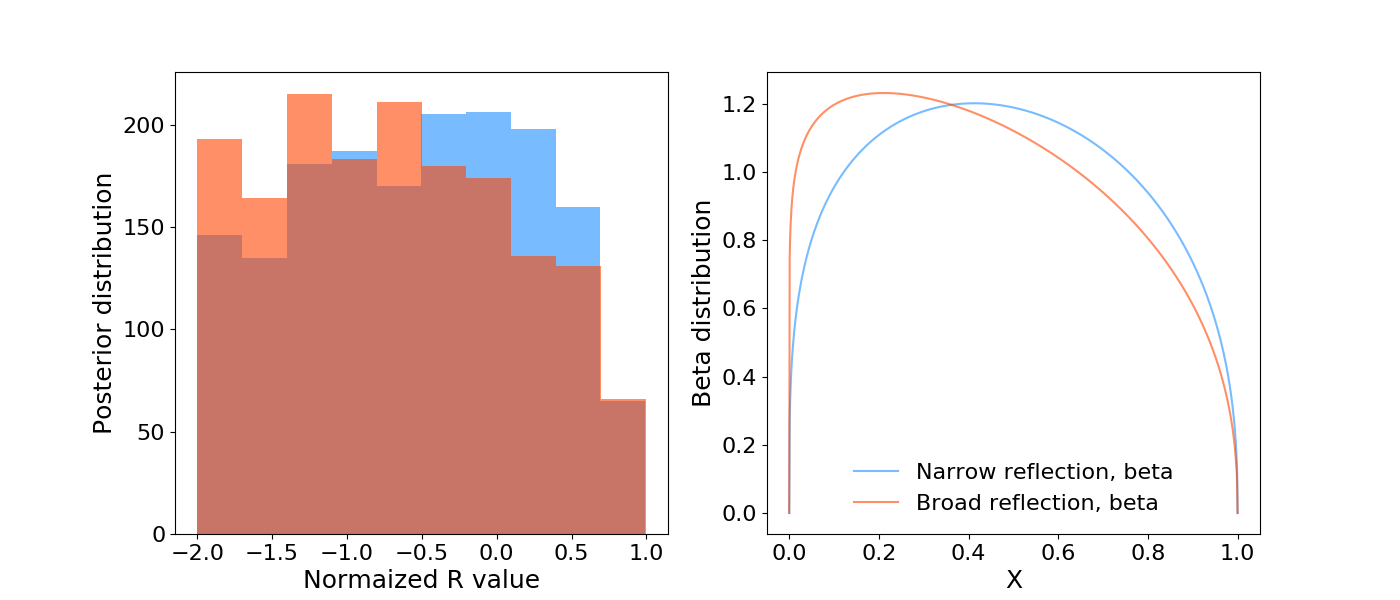 Posterior distribution
200
150
100
50
0
−2.0 −1.5 −1.0 −0.5 0.0 0.5 1.0
Normaized R value
Beta distribution
1.2
1.0
0.8
0.6
0.4
0.2
0.0
Narrow reflection, beta
Broad reflection, beta
0.0 0.2 0.4 0.6 0.8 1.0
X